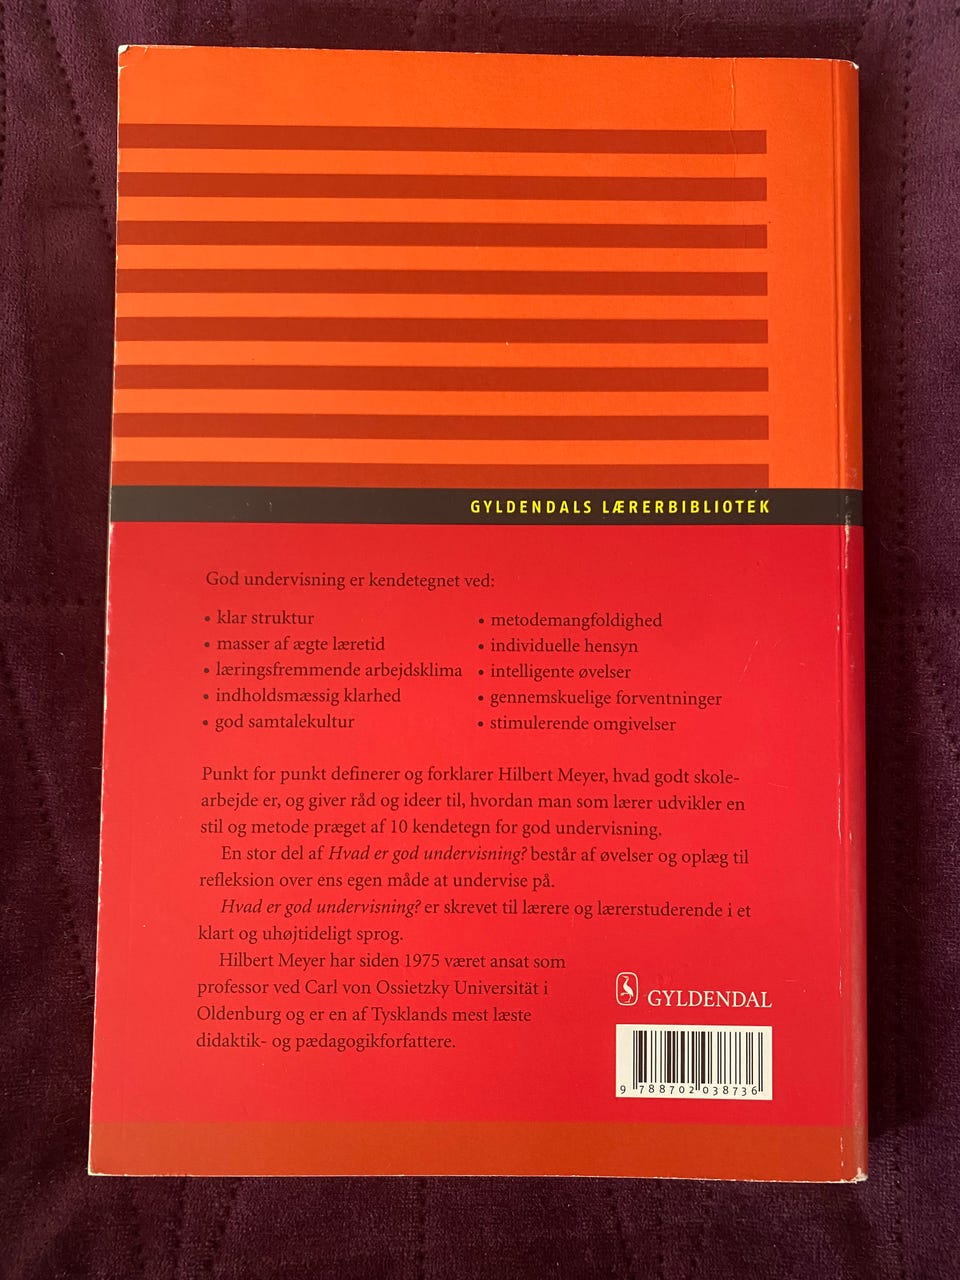 GYLDENDALS LÆRERBIBLIOTEK
God undervisning er kendetegnet ved:
• klar struktur
• masser af ægte læretid
• læringsfremmende arbejdsklima
• indholdsmæssig klarhed
• god samtalekultur
• metodemangfoldighed
• individuelle hensyn
• intelligente øvelser
• gennemskuelige forventninger
• stimulerende omgivelser
Punkt for punkt definerer og forklarer Hilbert Meyer, hvad godt skole-
arbejde er, og giver råd og ideer til, hvordan man som lærer udvikler en
stil og metode præget af 10 kendetegn for god undervisning.
En stor del af Hvad er god undervisning? består af øvelser og oplæg til
refleksion over ens egen måde at undervise på.
Hvad er god undervisning? er skrevet til lærere og lærerstuderende i et
klart og uhøjtideligt sprog.
Hilbert Meyer har siden 1975 været ansat som
professor ved Carl von Ossietzky Universität i
Oldenburg og er en af Tysklands mest læste
didaktik- og pædagogikforfattere.
GYLDENDAL
9 788702 038736